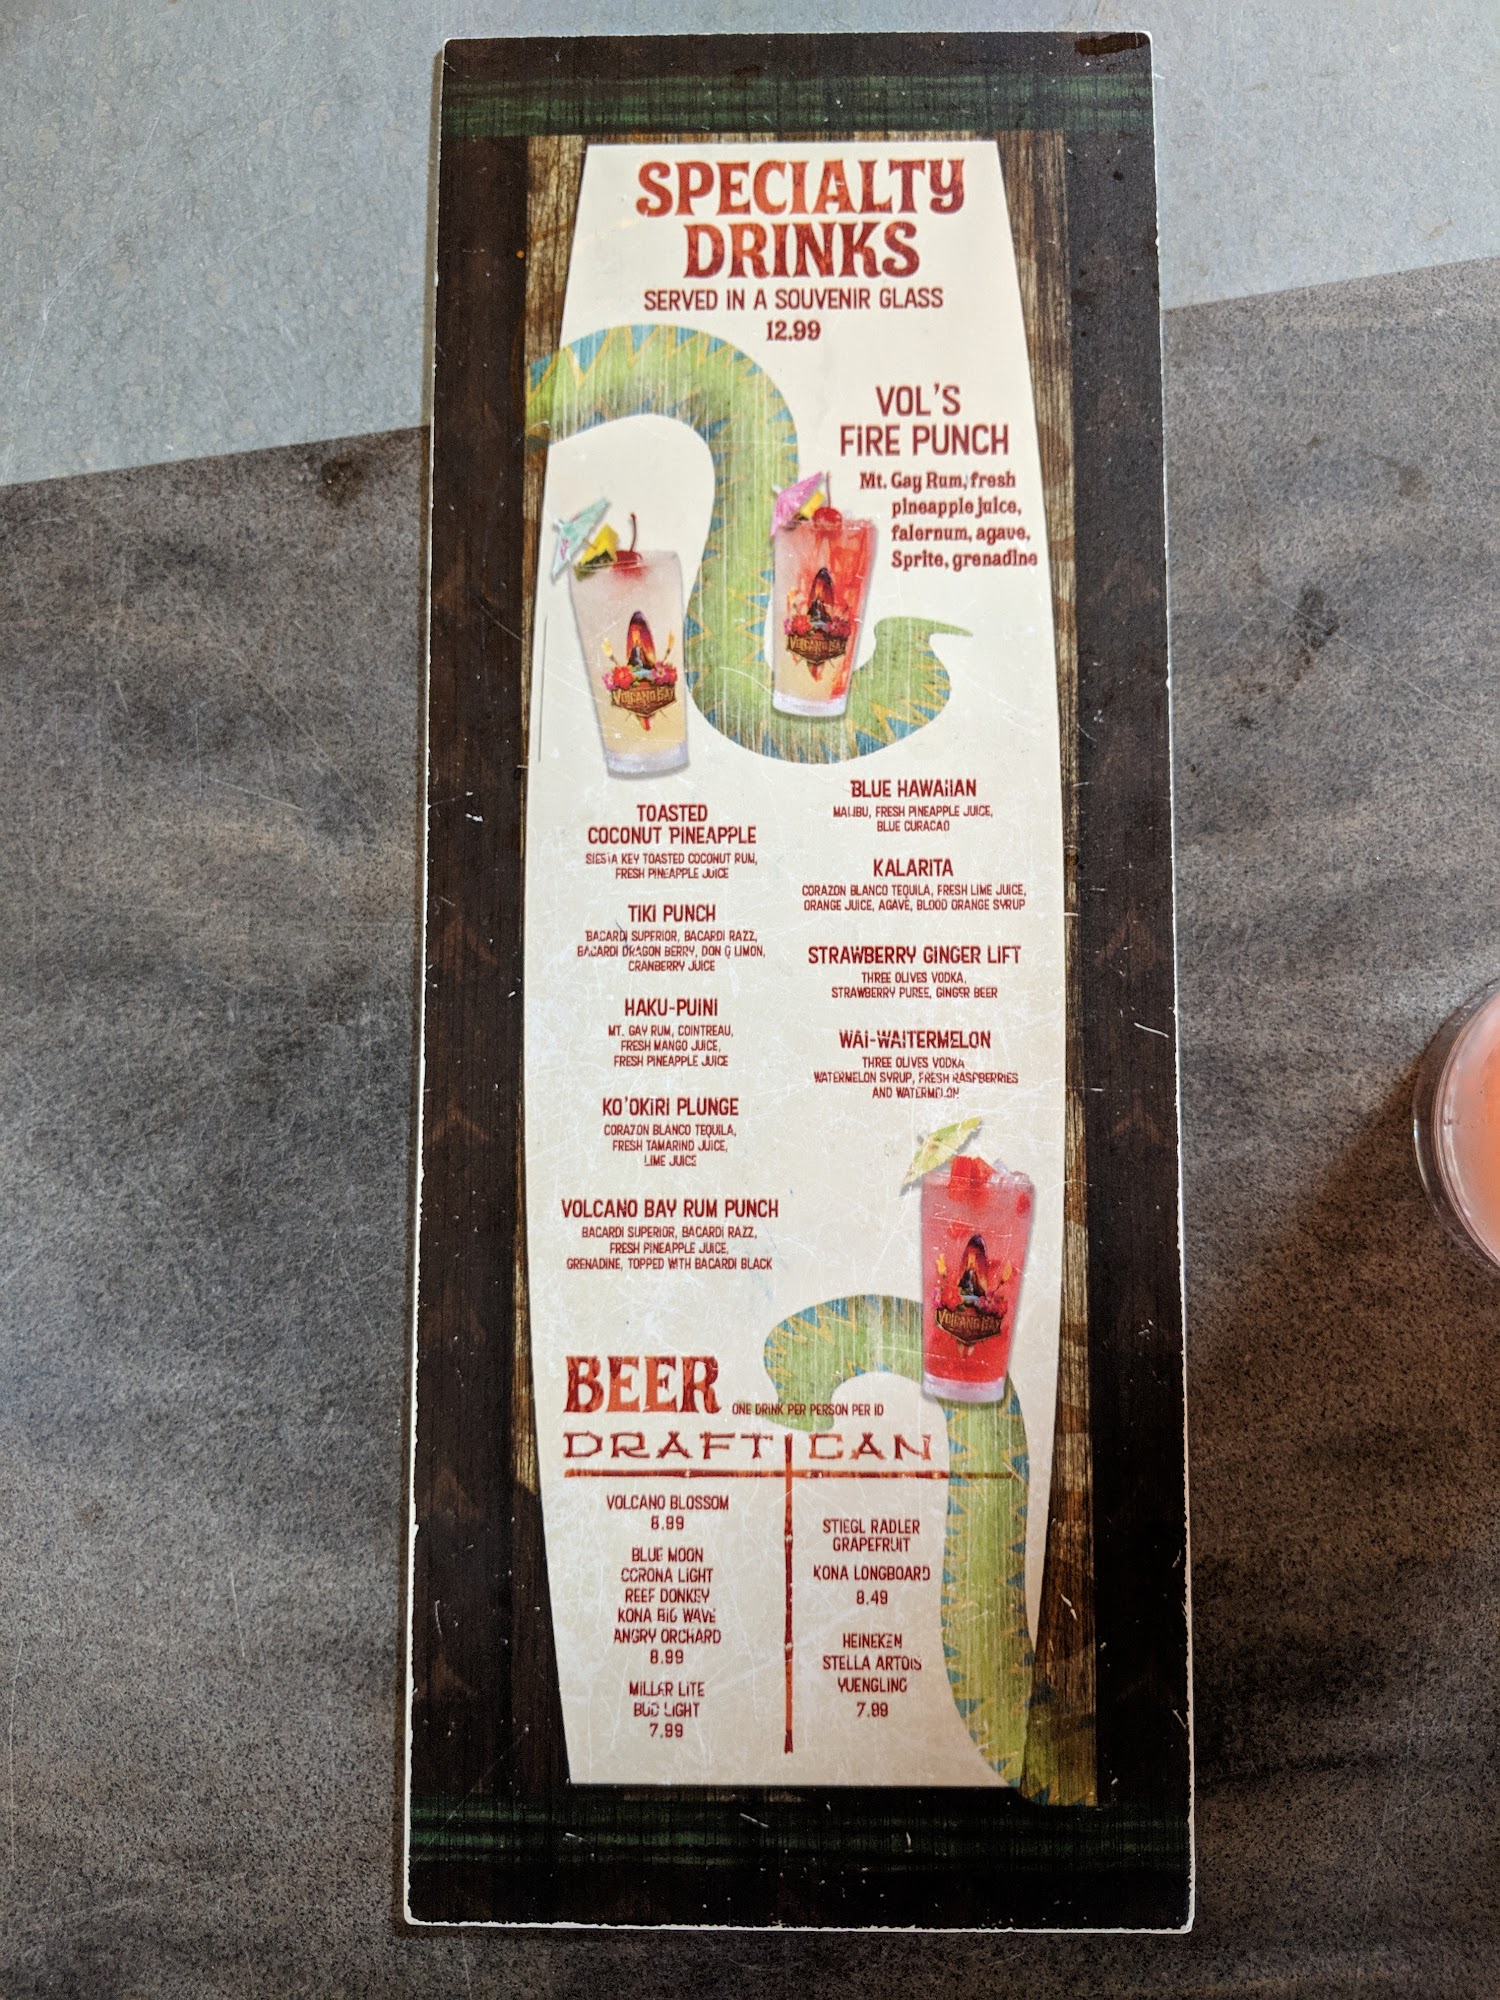 SPECIALTY
DRINKS
SERVED IN A SOUVENIR GLASS
12.99
VOL'S
FIRE PUNCH
Mt. Gay Rum, fresh
pineapple juice,
falernum, agave,
Sprite, grenadine
VOLCANO BAY
VOLCANO BAY
TOASTED
COCONUT PINEAPPLE
SIESTA KEY TOASTED COCONUT RUM,
FRESH PINEAPPLE JUICE
TIKI PUNCH
BACARDI SUPERIOR, BACARDI RAZZ,
BACARDI DRAGON BERRY, DON Q LIMON,
CRANBERRY JUICE
HAKU-PUINI
MT. GAY RUM, COINTREAU,
FRESH MANGO JUICE,
FRESH PINEAPPLE JUICE
KO'OKIRI PLUNGE
CORAZON BLANCO TEQUILA,
FRESH TAMARIND JUICE,
LIME JUICE
VOLCANO BAY RUM PUNCH
BACARDI SUPERIOR, BACARDI RAZZ,
FRESH PINEAPPLE JUICE,
GRENADINE, TOPPED WITH BACARDI BLACK
BLUE HAWAIIAN
MALIBU, FRESH PINEAPPLE JUICE,
BLUE CURACAO
KALARITA
CORAZON BLANCO TEQUILA, FRESH LIME JUICE,
ORANGE JUICE, AGAVE, BLOOD ORANGE SYRUP
STRAWBERRY GINGER LIFT
THREE OLIVES VODKA,
STRAWBERRY PUREE, GINGER BEER
WAI-WAITERMELON
THREE OLIVES VODKA
WATERMELON SYRUP, FRESH RASPBERRIES
AND WATERMELON
VOLCANO BAY
BEER ONE DRINK PER PERSON PER ID
DRAFT
VOLCANO BLOSSOM
8.99
BLUE MOON
CORONA LIGHT
REEF DONKEY
KONA BIG WAVE
ANGRY ORCHARD
8.99
MILLER LITE
BUD LIGHT
7.99
CAN
STIEGL RADLER
GRAPEFRUIT
KONA LONGBOARD
8.49
HEINEKEN
STELLA ARTOIS
YUENGLING
7.99